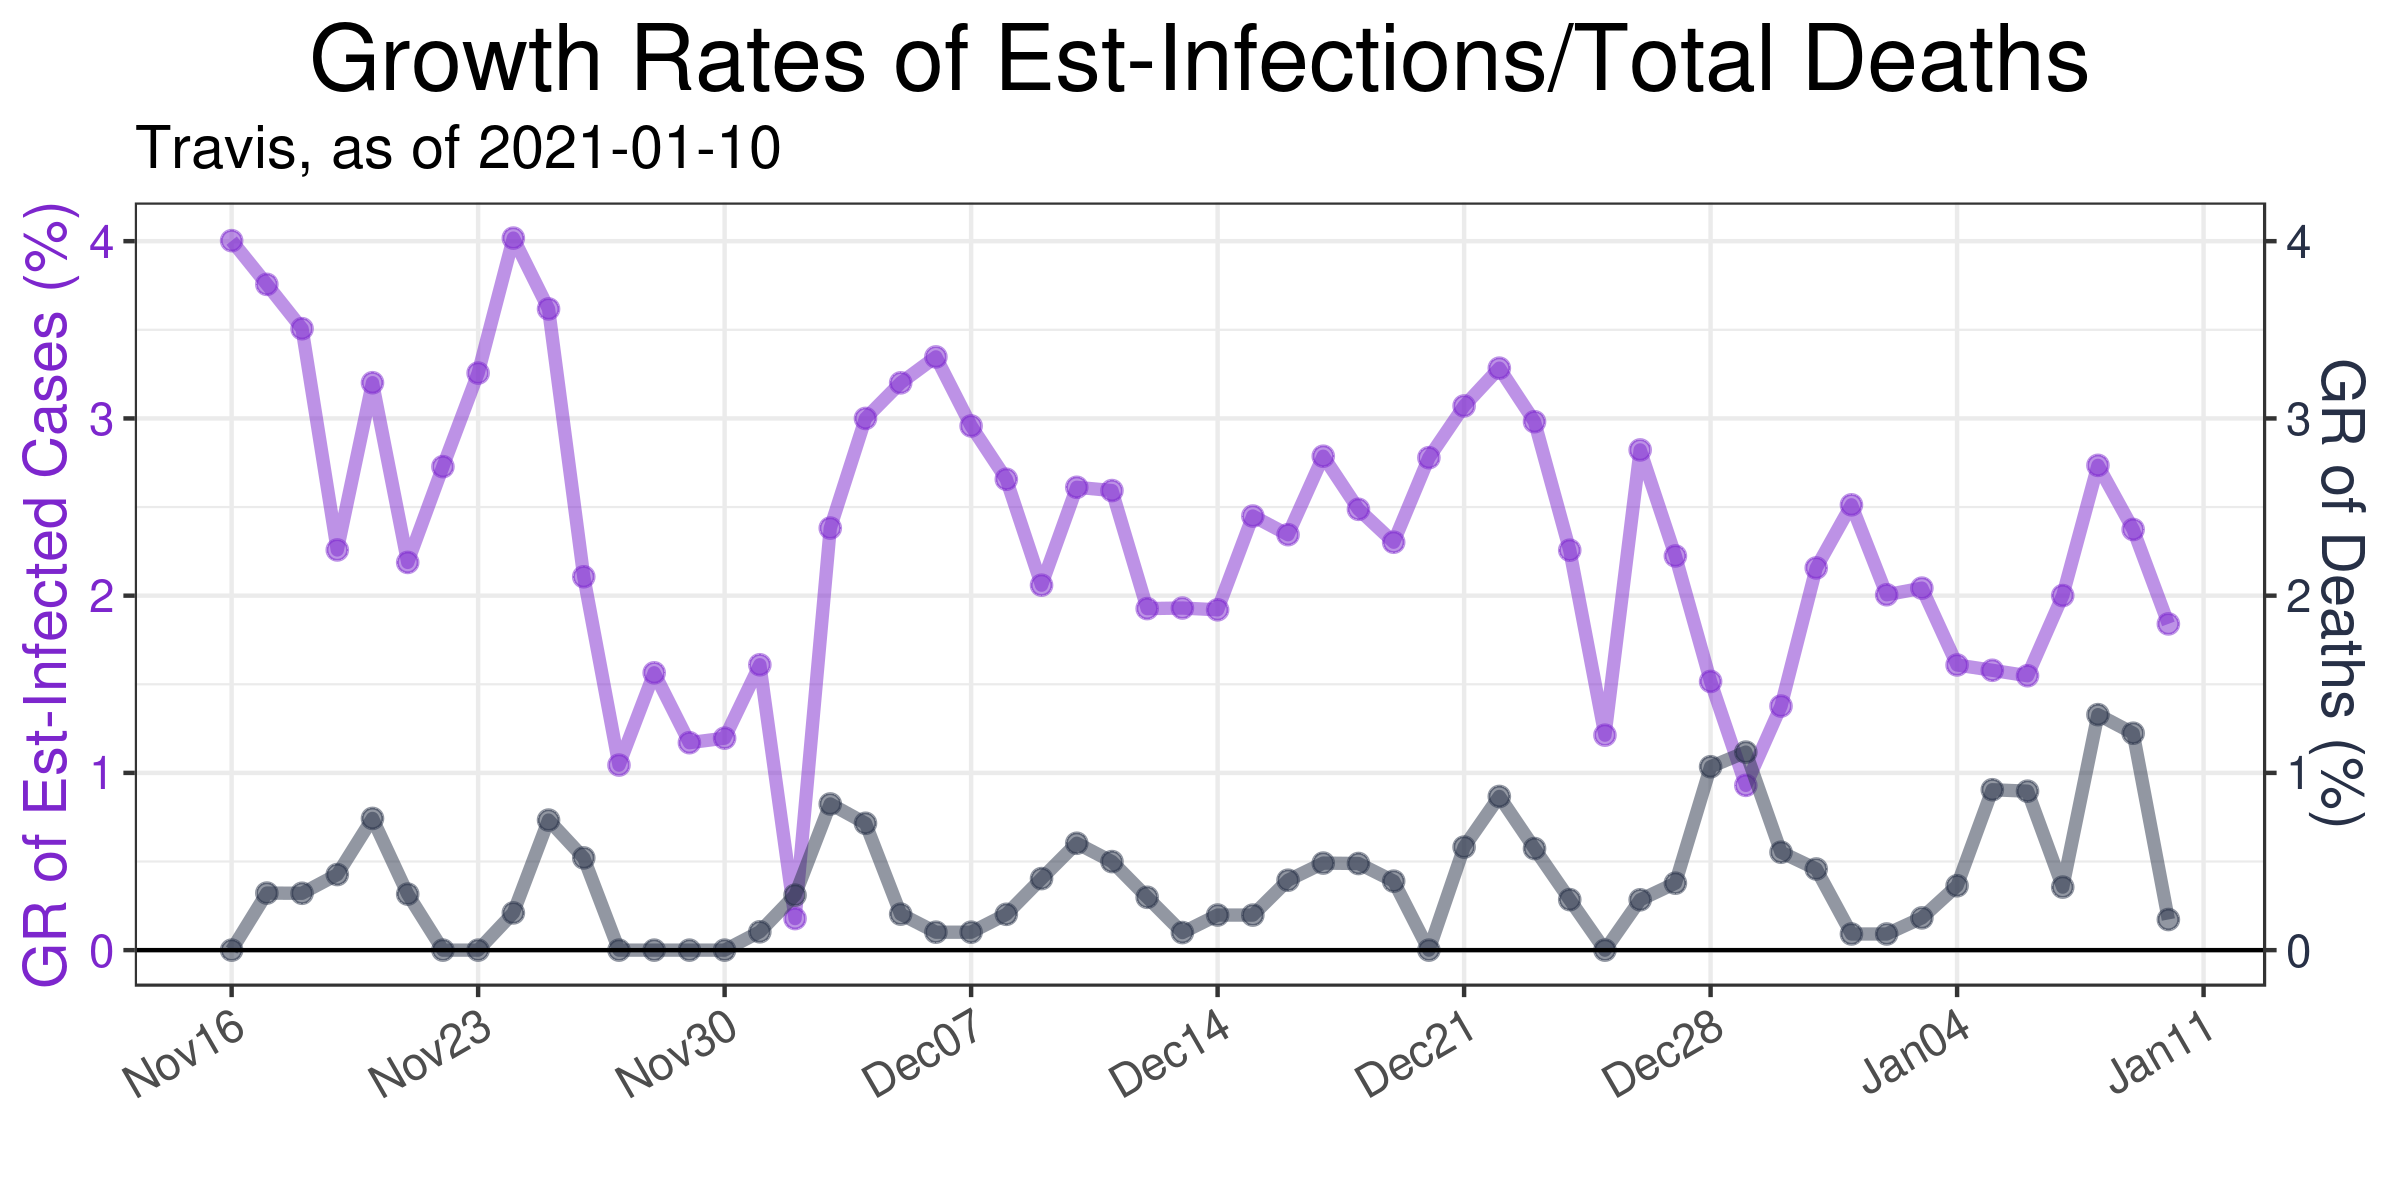 Growth Rates of Est-Infections/Total Deaths
Travis, as of 2021-01-10
GR of Est-Infected Cases (%)
4
3
2
1
0
4
3
2
1
0
GR of Deaths (%)
Nov16
Nov23
Nov30
Dec07
Dec14
Dec21
Dec28
Jan04
Jan11